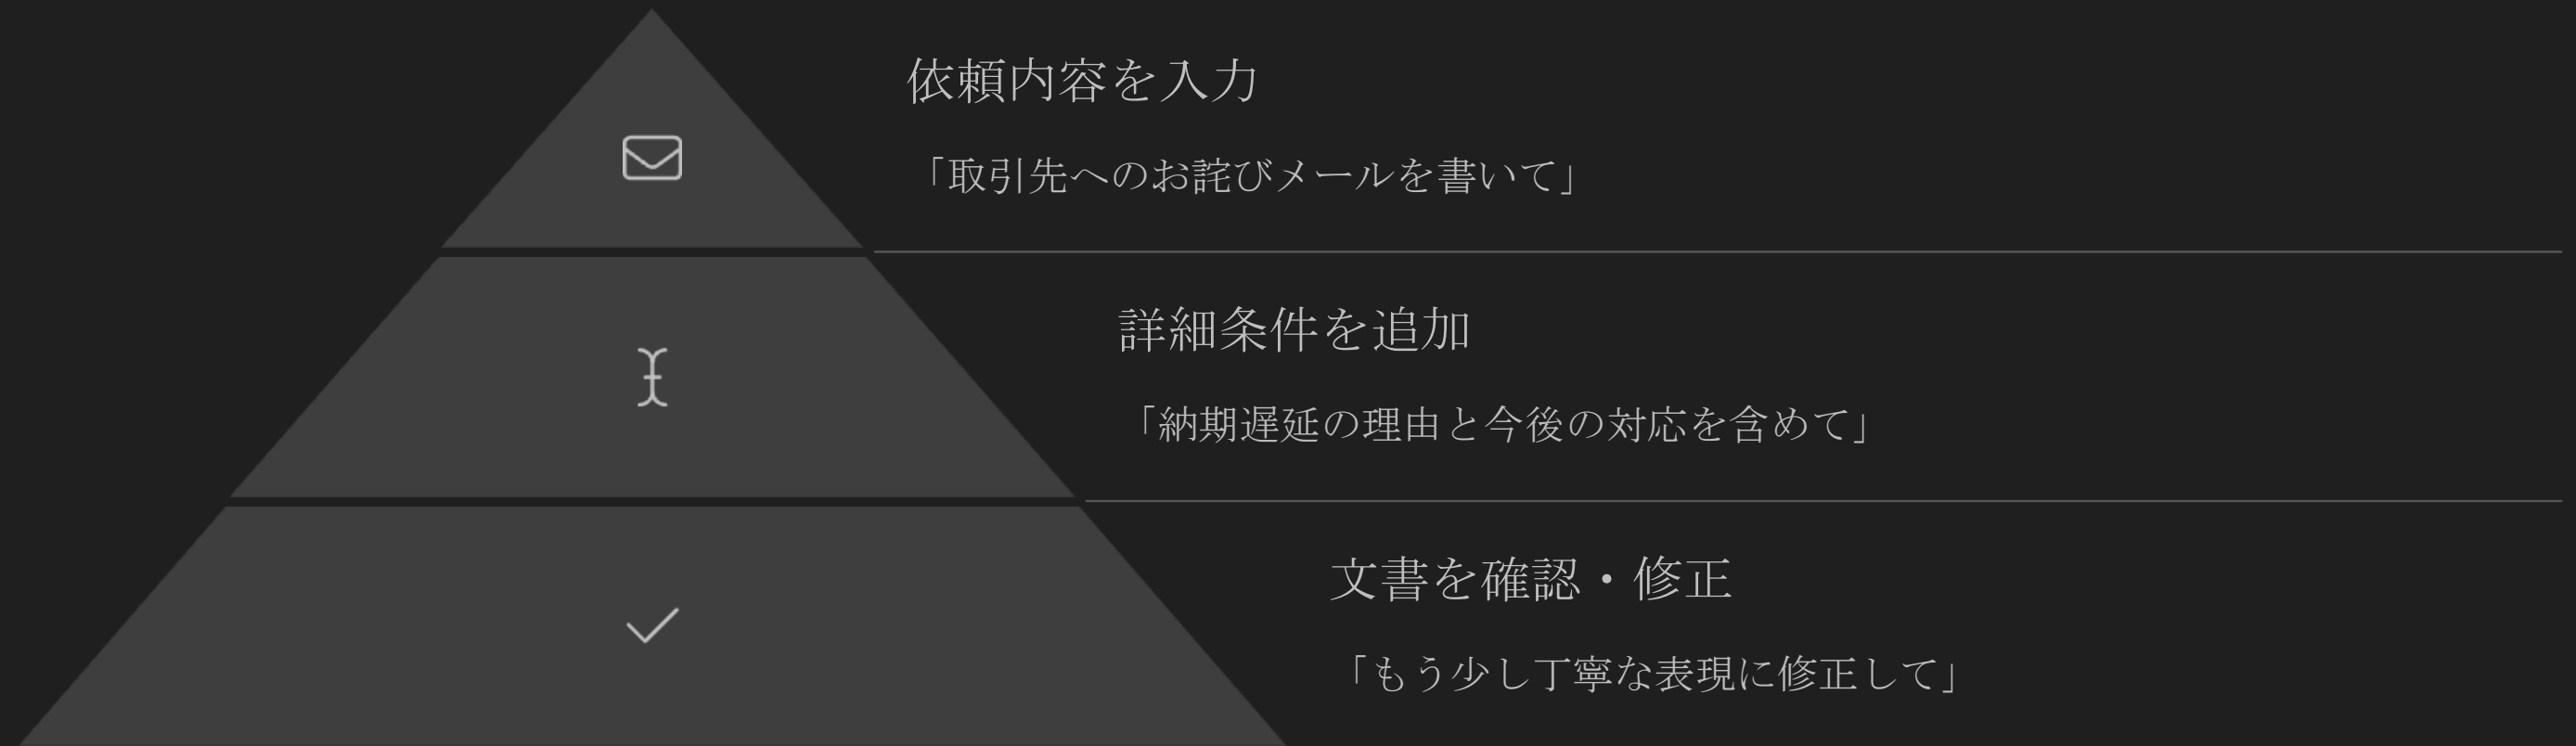 依頼内容を入力
「取引先へのお詫びメールを書いて」
詳細条件を追加
「納期遅延の理由と今後の対応を含めて」
文書を確認・修正
「もう少し丁寧な表現に修正して」